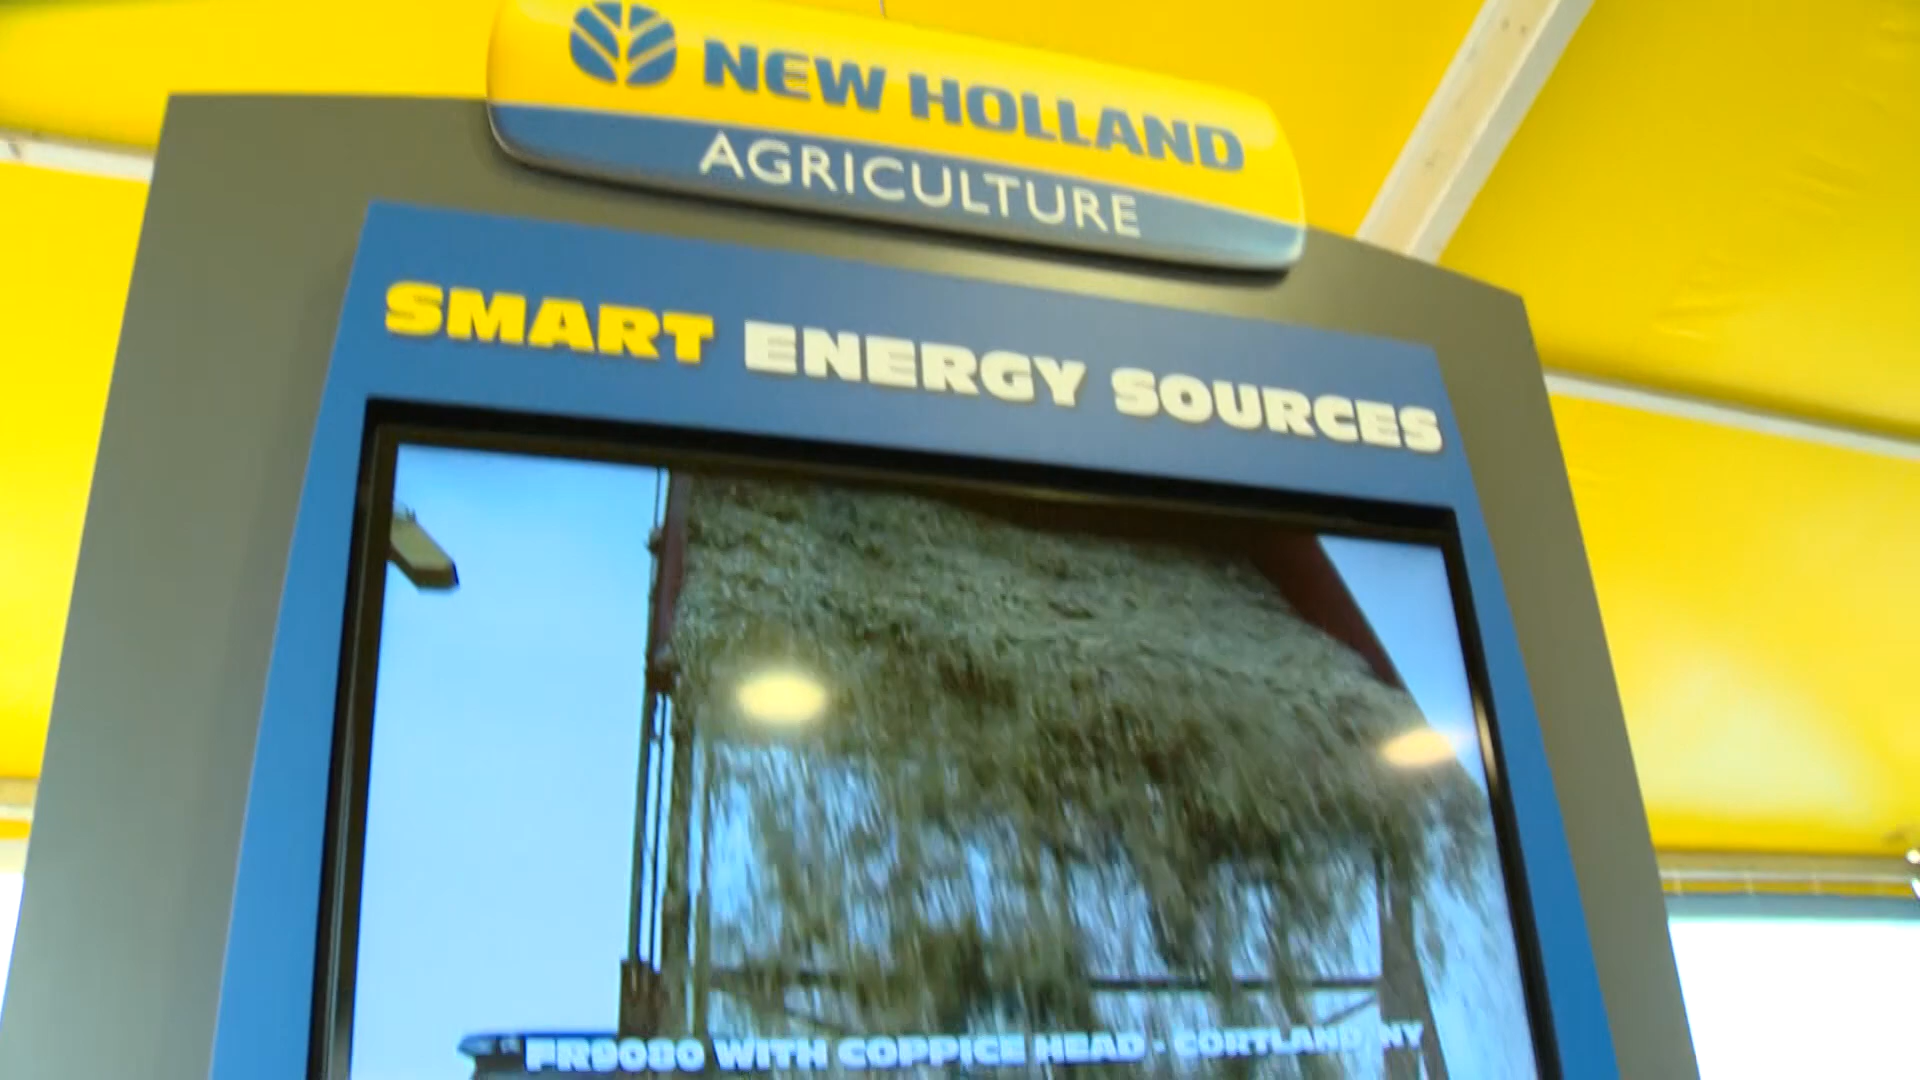 NEW HOLLAND
AGRICULTURE
SMART ENERGY SOURCES
FR9080 WITH COPPICE HEAD - CORTLAND, NY